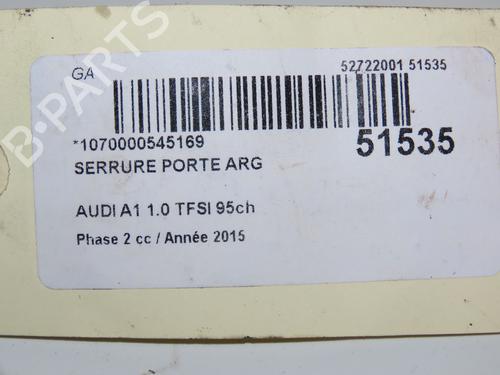 GA
52722001 51535
*1070000545169
51535
SERRURE PORTE ARG
AUDI A1 1.0 TFSI 95ch
Phase 2 cc / Année 2015
B-PARTS